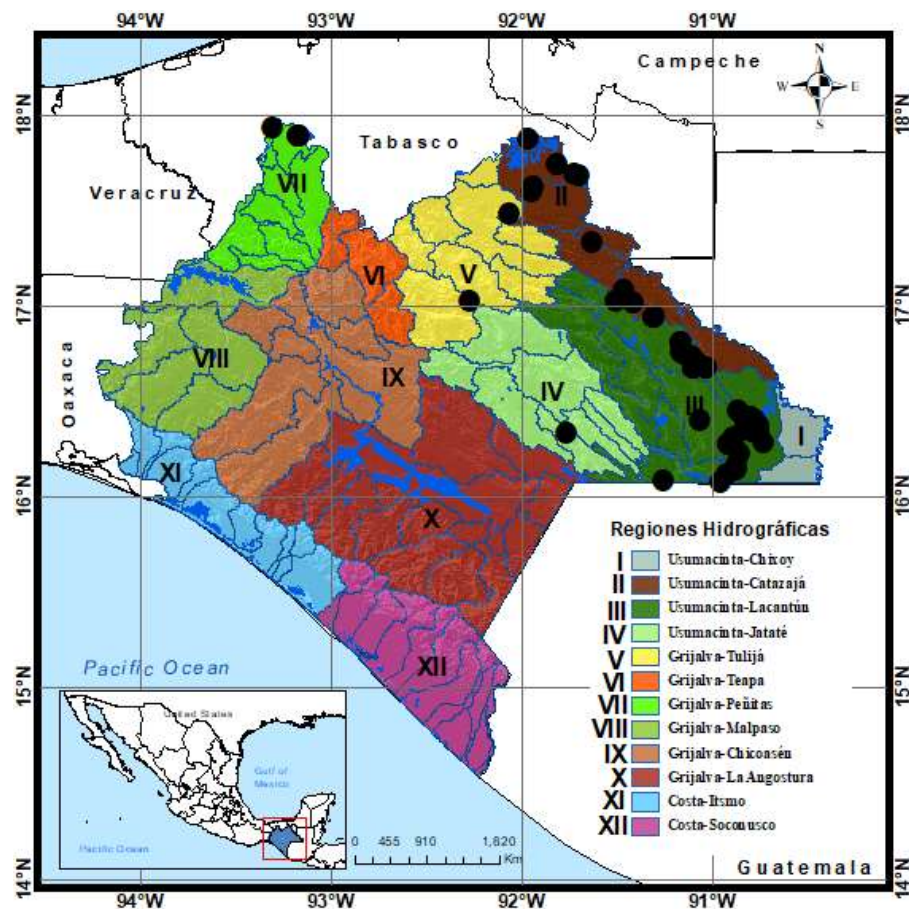 94°W 93°W 92°W 91°W
Campeche
N
W E
S
18°N 18°N
Tabasco
Veracruz
VII
II
VI
V
17°N 17°N
VIII
IX
IV
Oaxaca
III
I
XI
16°N 16°N
X
Regiones Hidrográficas
I Usumacinta-Chixoy
II Usumacinta-Catazajá
III Usumacinta-Lacantún
IV Usumacinta-Jataté
V Grijalva-Tulijá
VI Grijalva-Teapa
VII Grijalva-Peñitas
VIII Grijalva-Malpaso
IX Grijalva-Chicoasén
X Grijalva-La Angostura
XI Costa-Itsmo
XII Costa-Soconusco
XII
Pacific Ocean
15°N 15°N
United States
Gulf of
Mexico
Pacific Ocean
0 455 910 1,820
Km
Guatemala
14°N 14°N
94°W 93°W 92°W 91°W